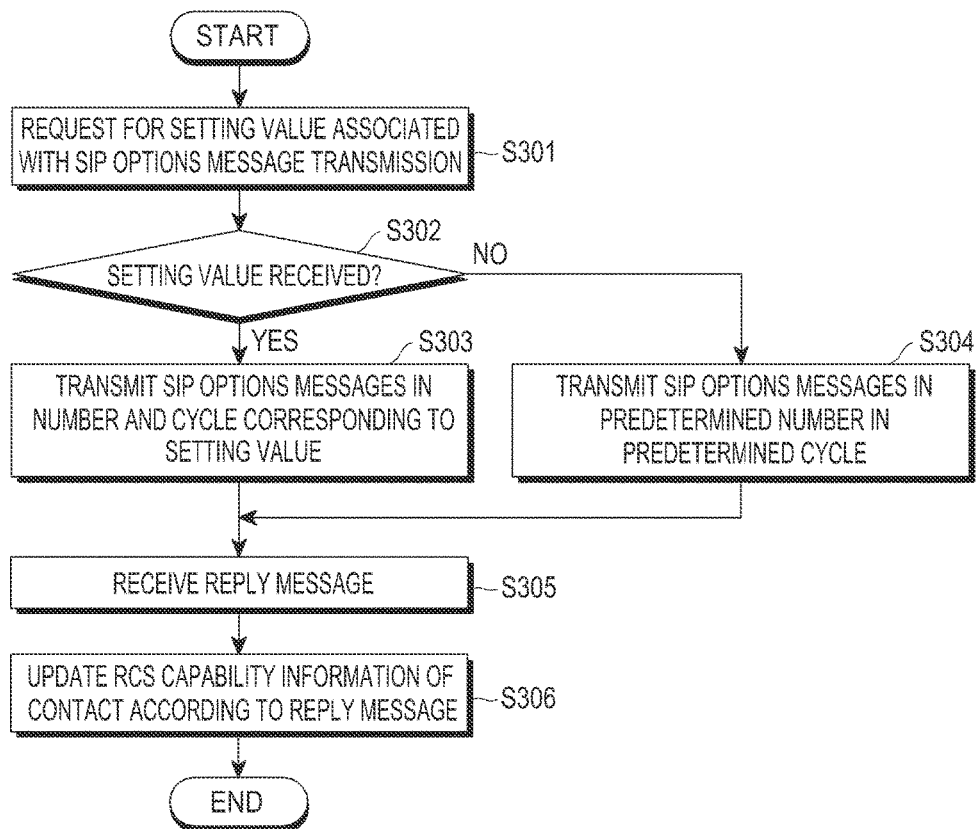 START
REQUEST FOR SETTING VALUE ASSOCIATED
WITH SIP OPTIONS MESSAGE TRANSMISSION
S301
S302
SETTING VALUE RECEIVED?
NO
YES
S303
TRANSMIT SIP OPTIONS MESSAGES IN
NUMBER AND CYCLE CORRESPONDING TO
SETTING VALUE
S304
TRANSMIT SIP OPTIONS MESSAGES IN
PREDETERMINED NUMBER IN
PREDETERMINED CYCLE
RECEIVE REPLY MESSAGE
S305
UPDATE RCS CAPABILITY INFORMATION OF
CONTACT ACCORDING TO REPLY MESSAGE
S306
END